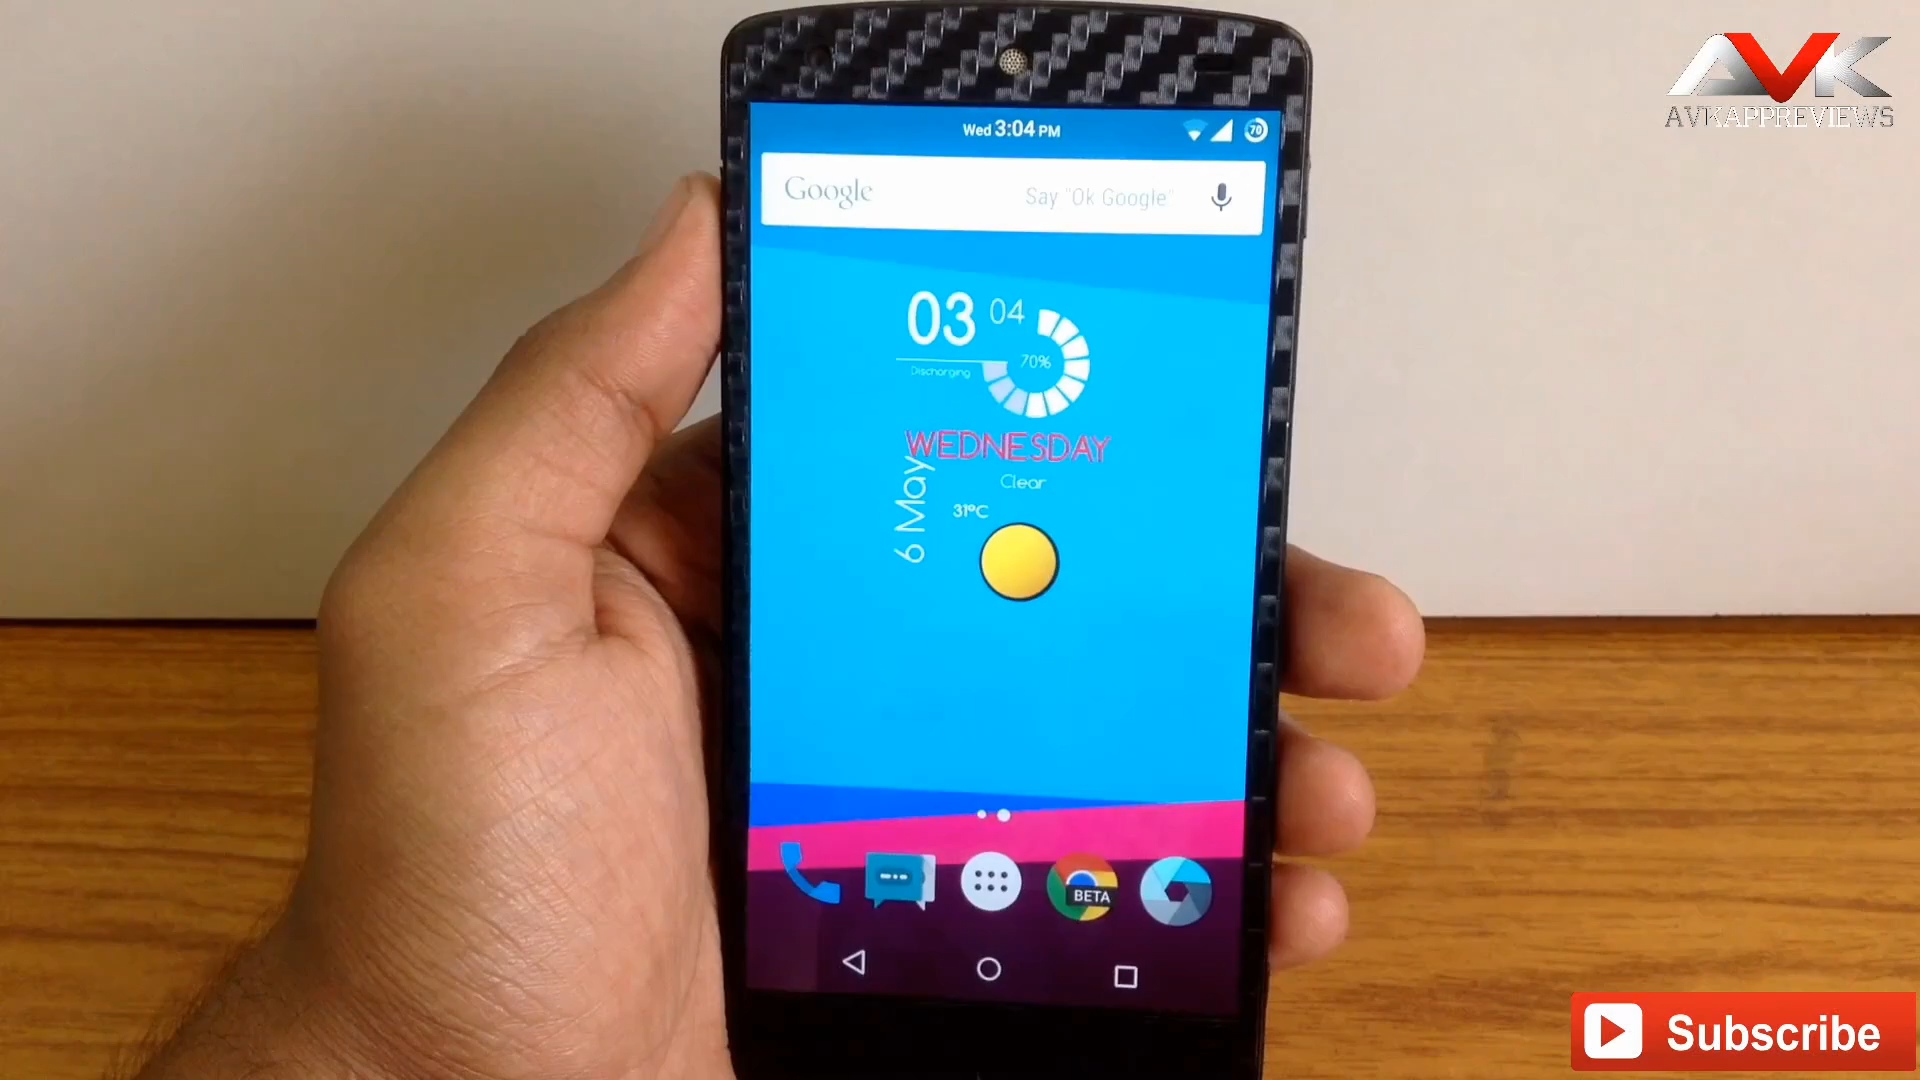 AVK
AVKAPPREVIEWS
Wed 3:04 PM
70
Google
Say "Ok Google"
03 04
70%
Discharging
WEDNESDAY
6 May
Clear
31°C
BETA
Subscribe